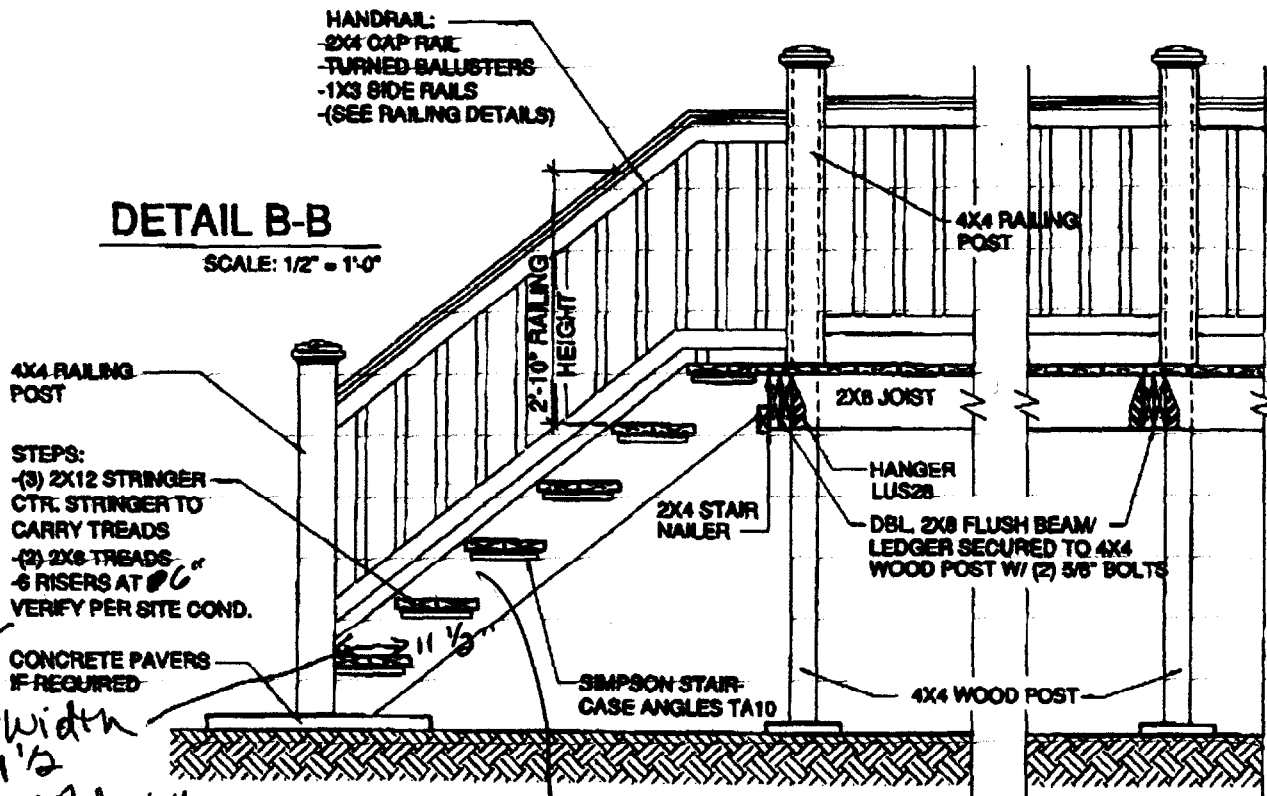 HANDRAIL:
-2X4 CAP RAIL
-TURNED BALUSTERS
-1X3 SIDE RAILS
-(SEE RAILING DETAILS)
DETAIL B-B
SCALE: 1/2" = 1'-0"
4X4 RAILING
POST
2'-10" RAILING
HEIGHT
4X4 RAILING
POST
2X8 JOIST
STEPS:
-(3) 2X12 STRINGER
CTR. STRINGER TO
CARRY TREADS
-(2) 2X6 TREADS
-6 RISERS AT 6"
VERIFY PER SITE COND.
HANGER
LUS28
2X4 STAIR
NAILER
DBL. 2X8 FLUSH BEAM/
LEDGER SECURED TO 4X4
WOOD POST W/ (2) 5/8" BOLTS
11 1/2"
CONCRETE PAVERS
IF REQUIRED
SIMPSON STAIR-
CASE ANGLES TA10
4X4 WOOD POST
width
1/2